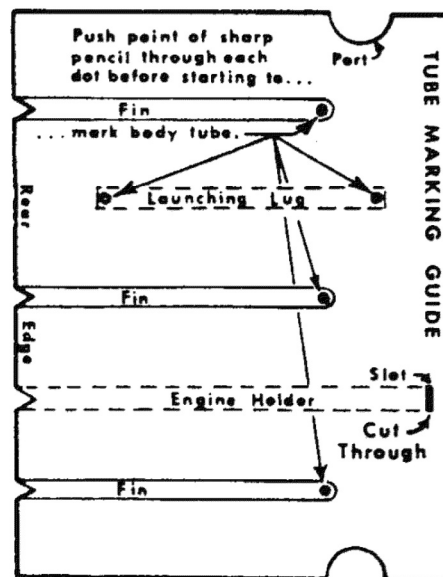 Push point of sharp
pencil through each
dot before starting to...
Port
Fin
...mark body tube.
Launching Lug
Rear
Fin
Edge
TUBE MARKING GUIDE
Slot
Engine Holder
Cut
Through
Fin